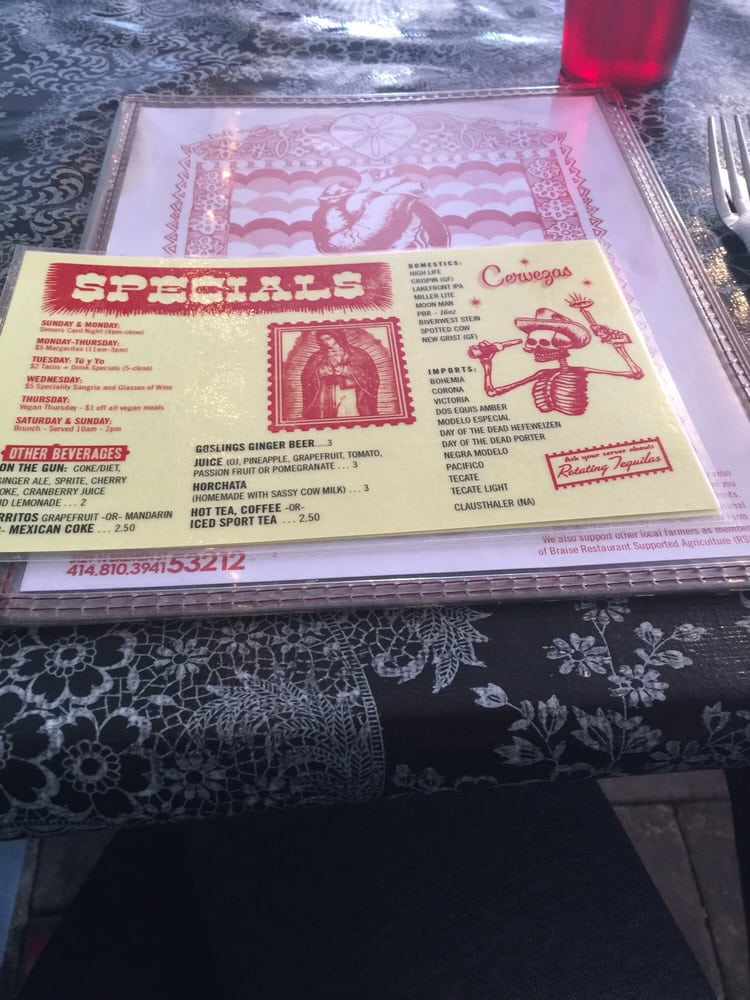 SPECIALS
SUNDAY & MONDAY:
Sinners Card Night (4pm-close)
MONDAY-THURSDAY:
$5 Margaritas (11am-3pm)
TUESDAY: Tú y Yo
$2 Tacos + Drink Specials (5-close)
WEDNESDAY:
$5 Speciality Sangria and Glasses of Wine
THURSDAY:
Vegan Thursday - $1 off all vegan meals
SATURDAY & SUNDAY:
Brunch - Served 10am - 2pm
OTHER BEVERAGES
ON THE GUN: COKE/DIET,
GINGER ALE, SPRITE, CHERRY
OKE, CRANBERRY JUICE
ND LEMONADE ... 2
RRITOS GRAPEFRUIT -OR- MANDARIN
- MEXICAN COKE ... 2.50
GOSLINGS GINGER BEER....3
JUICE (OJ, PINEAPPLE, GRAPEFRUIT, TOMATO,
PASSION FRUIT OR POMEGRANATE ... 3
HORCHATA
(HOMEMADE WITH SASSY COW MILK) ... 3
HOT TEA, COFFEE -OR-
ICED SPORT TEA ... 2.50
DOMESTICS:
HIGH LIFE
CRISPIN (GF)
LAKEFRONT IPA
MILLER LITE
MOON MAN
PBR - 16oz
RIVERWEST STEIN
SPOTTED COW
NEW GRIST (GF)
IMPORTS:
BOHEMIA
CORONA
VICTORIA
DOS EQUIS AMBER
MODELO ESPECIAL
DAY OF THE DEAD HEFEWEIZEN
DAY OF THE DEAD PORTER
NEGRA MODELO
PACIFICO
TECATE
TECATE LIGHT
CLAUSTHALER (NA)
Cervezas
Ask your server about:
Rotating Tequilas
414.810.3941 53212
We also support other local farmers as membe
of Braise Restaurant Supported Agriculture (RS